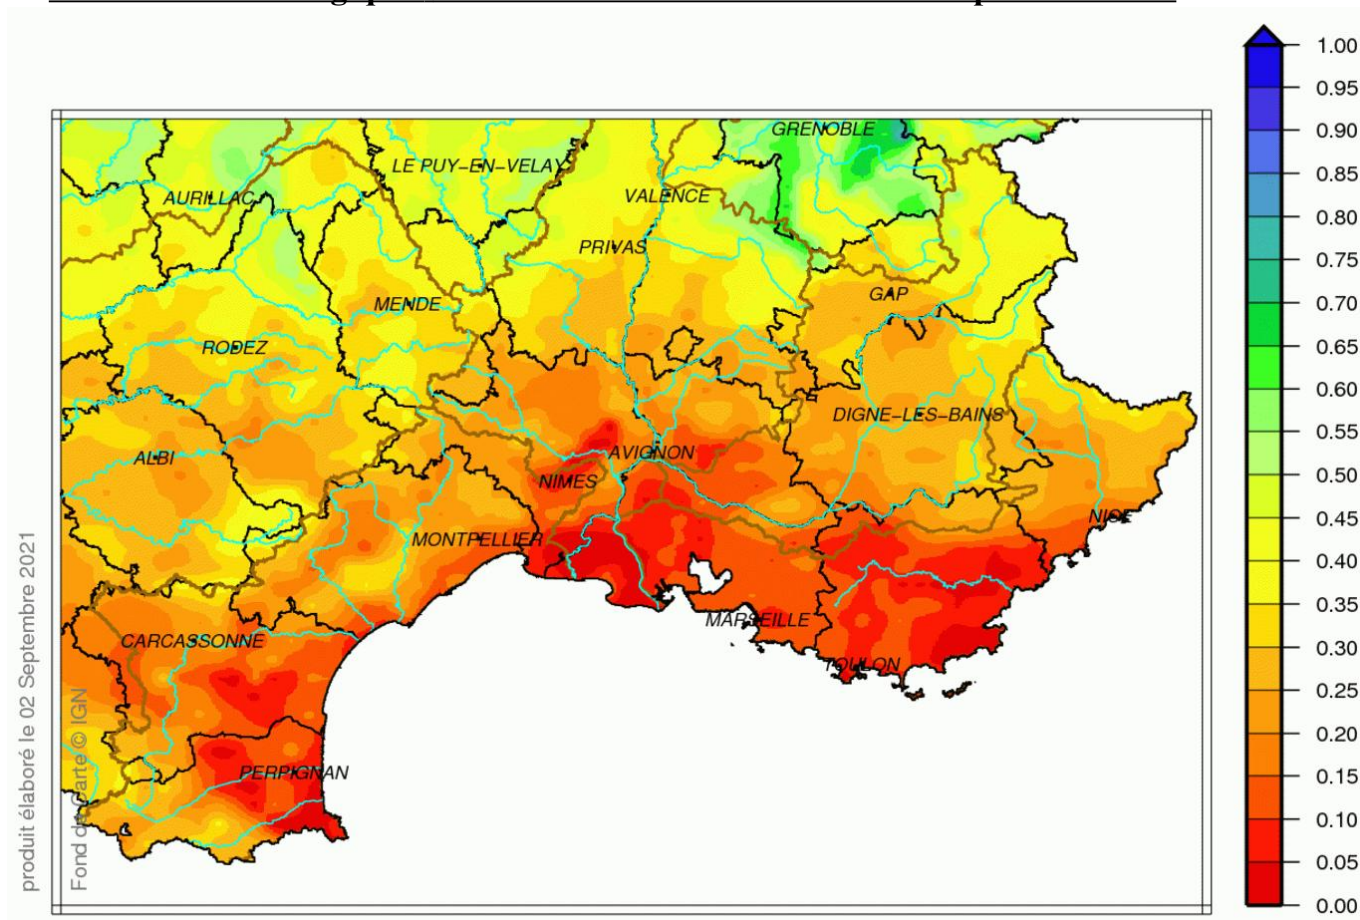 GRENOBLE
LE PUY-EN-VELAY
AURILLAC
VALENCE
PRIVAS
GAP
MENDE
RODEZ
DIGNE-LES-BAINS
ALBI
AVIGNON
NIMES
NICE
MONTPELLIER
MARSEILLE
CARCASSONNE
TOULON
PERPIGNAN
produit élaboré le 02 Septembre 2021
Fond de Carte © IGN
1.00
0.95
0.90
0.85
0.80
0.75
0.70
0.65
0.60
0.55
0.50
0.45
0.40
0.35
0.30
0.25
0.20
0.15
0.10
0.05
0.00